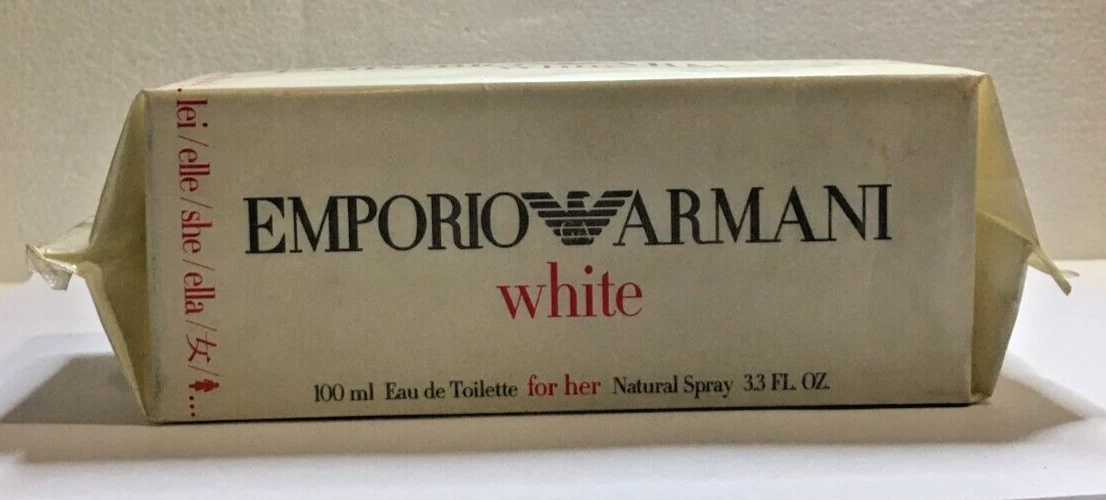 ...lei/elle/she/ella/女/...
EMPORIO ARMANI
white
100 ml Eau de Toilette for her Natural Spray 3.3 FL. OZ.